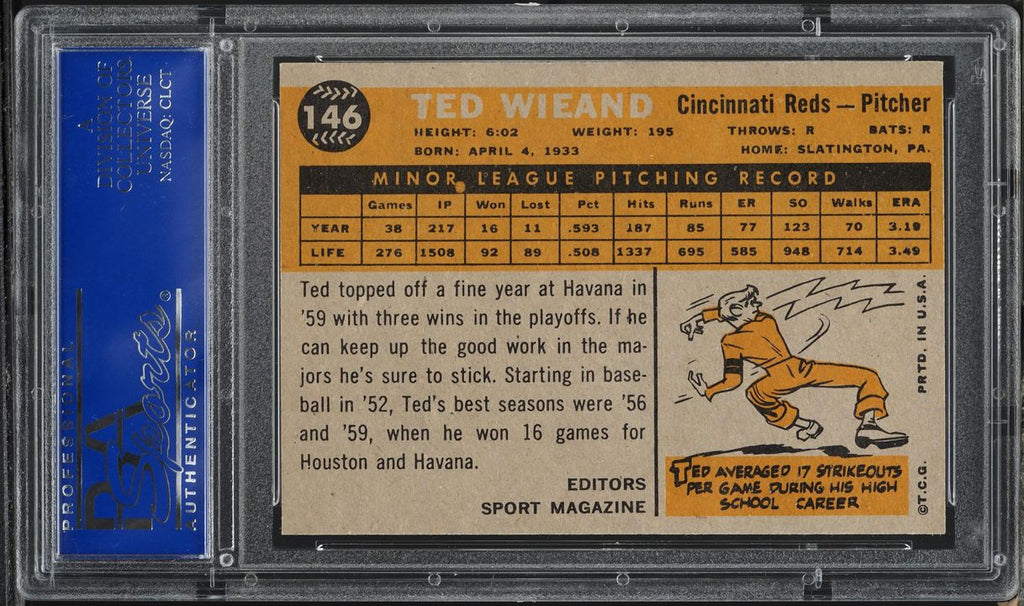 A
DIVISION OF
COLLECTORS
UNIVERSE
NASDAQ: CLCT
PROFESSIONAL
PSA
Sports ®
AUTHENTICATOR
146
TED WIEAND Cincinnati Reds — Pitcher
HEIGHT: 6:02 WEIGHT: 195 THROWS: R BATS: R
BORN: APRIL 4, 1933 HOME: SLATINGTON, PA.
MINOR LEAGUE PITCHING RECORD
Games IP Won Lost Pct Hits Runs ER SO Walks ERA
YEAR 38 217 16 11 .593 187 85 77 123 70 3.19
LIFE 276 1508 92 89 .508 1337 695 585 948 714 3.49
Ted topped off a fine year at Havana in
'59 with three wins in the playoffs. If he
can keep up the good work in the ma-
jors he's sure to stick. Starting in base-
ball in '52, Ted's best seasons were '56
and '59, when he won 16 games for
Houston and Havana.
EDITORS
SPORT MAGAZINE
TED AVERAGED 17 STRIKEOUTS
PER GAME DURING HIS HIGH
SCHOOL CAREER
©T.C.G. PRTD. IN U.S.A.